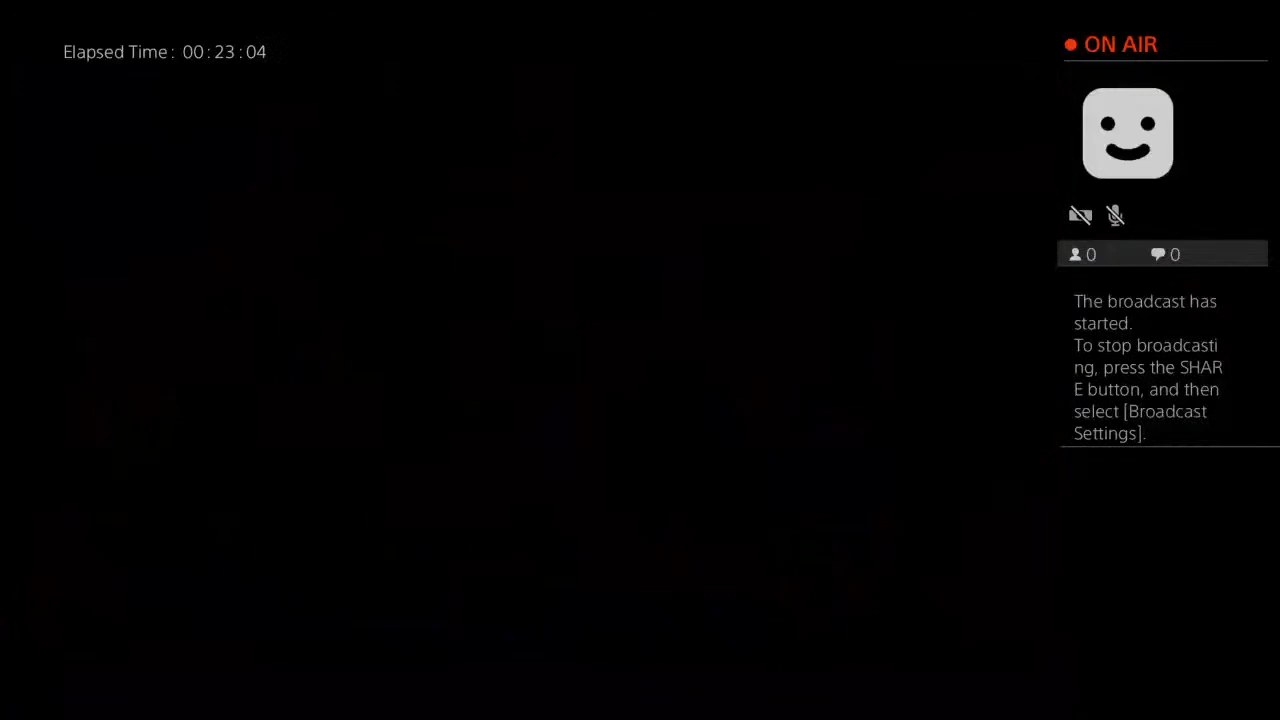 Elapsed Time: 00:23:04
ON AIR
0 0
The broadcast has
started.
To stop broadcasti
ng, press the SHAR
E button, and then
select [Broadcast
Settings].